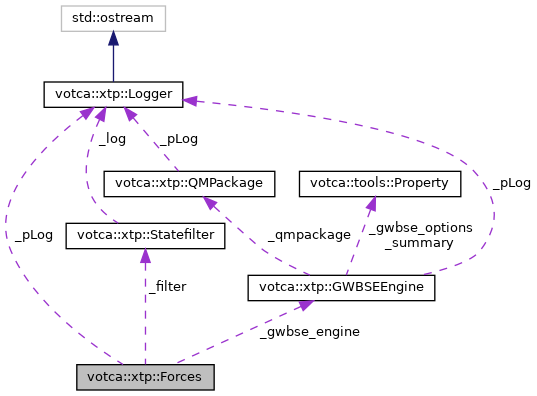 std::ostream
votca::xtp::Logger
_log
_pLog
votca::xtp::QMPackage
votca::tools::Property
_pLog
_pLog
votca::xtp::Statefilter
_qmpackage
_gwbse_options
_summary
_filter
votca::xtp::GWBSEEngine
_gwbse_engine
votca::xtp::Forces